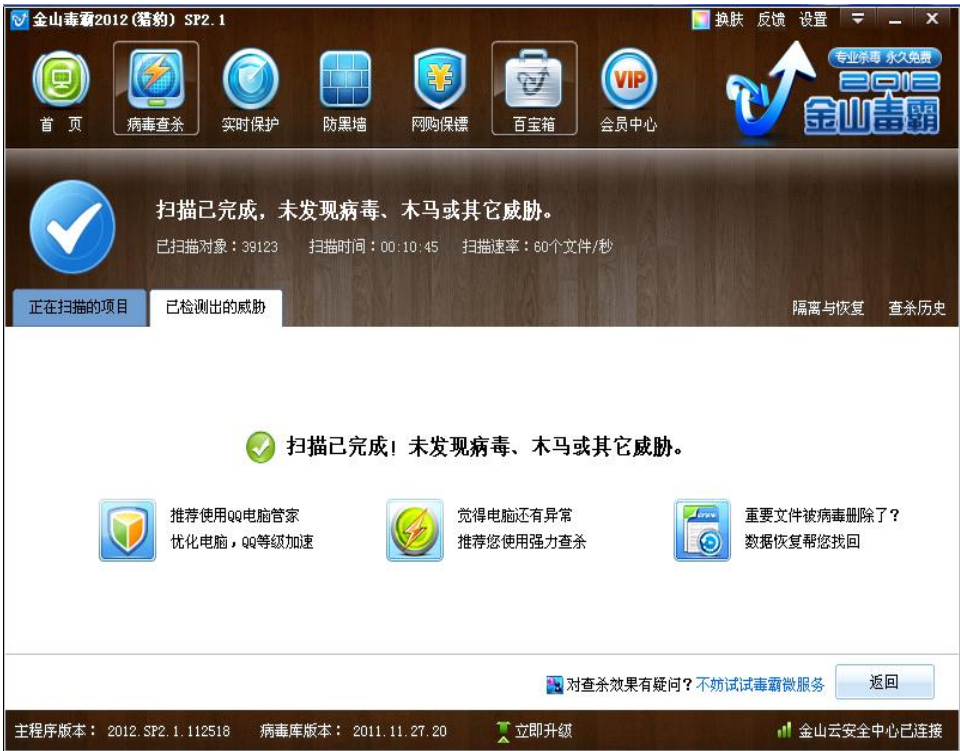 金山毒霸2012(猎豹) SP2.1
换肤 反馈 设置
首 页
病毒查杀
实时保护
防黑墙
网购保镖
百宝箱
VIP
会员中心
专业杀毒 永久免费
2012
金山毒霸
扫描已完成，未发现病毒、木马或其它威胁。
已扫描对象：39123 扫描时间：00:10:45 扫描速率：60个文件/秒
正在扫描的项目 已检测出的威胁 隔离与恢复 查杀历史
扫描已完成！未发现病毒、木马或其它威胁。
推荐使用QQ电脑管家
优化电脑，QQ等级加速
觉得电脑还有异常
推荐您使用强力查杀
重要文件被病毒删除了？
数据恢复帮您找回
对查杀效果有疑问？不妨试试毒霸微服务 返回
主程序版本： 2012.SP2.1.112518 病毒库版本： 2011.11.27.20 立即升级 金山云安全中心已连接